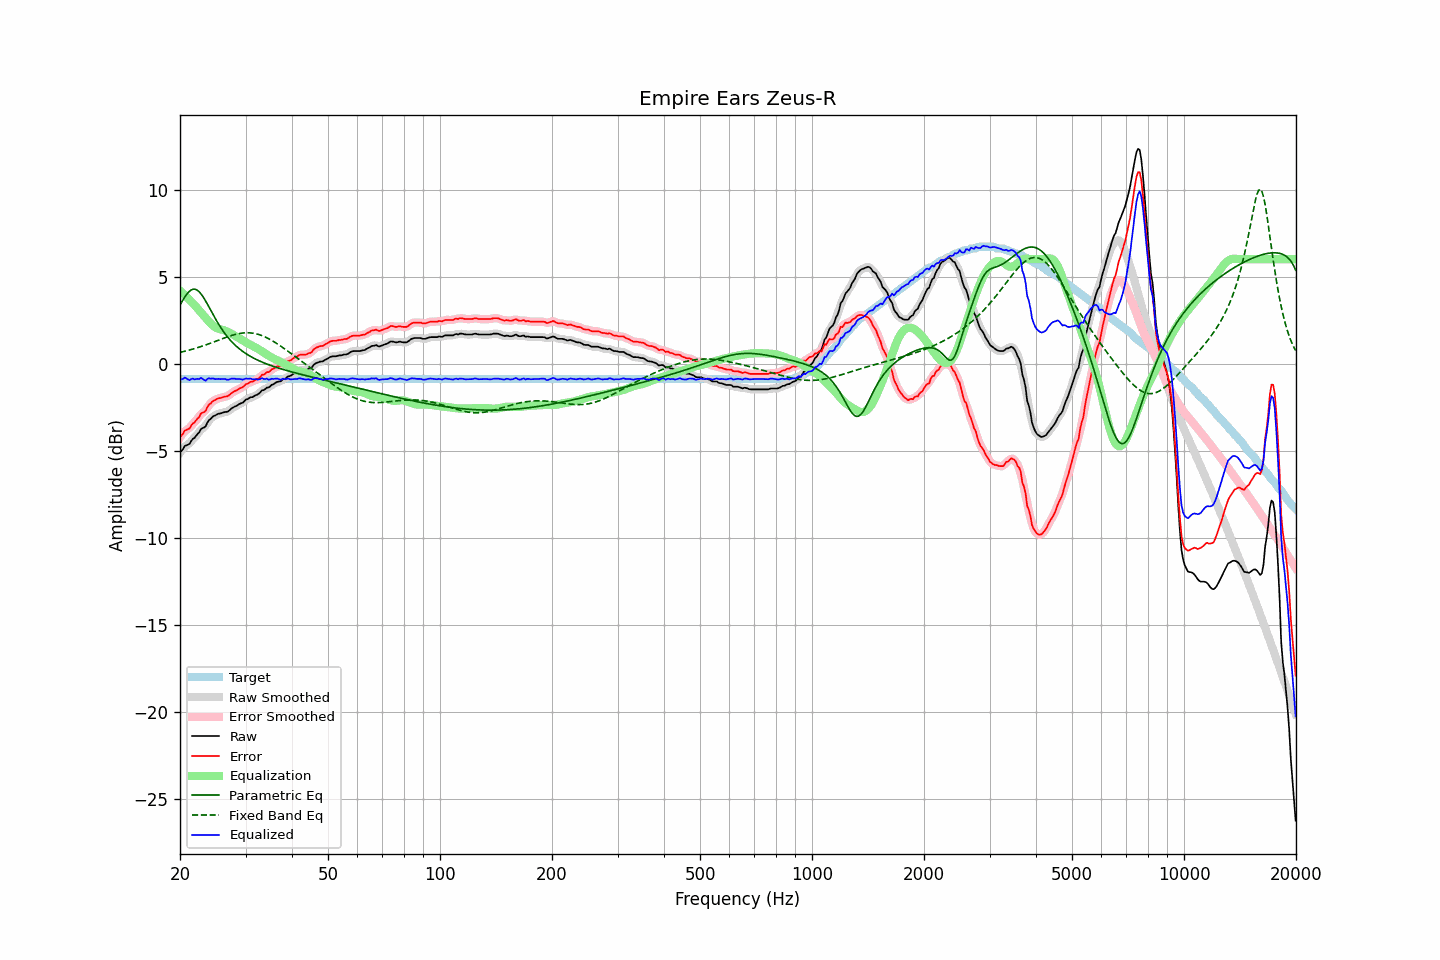 Empire Ears Zeus-R
Amplitude (dBr)
10
5
0
−5
−10
−15
−20
−25
Target
Raw Smoothed
Error Smoothed
Raw
Error
Equalization
Parametric Eq
Fixed Band Eq
Equalized
20 50 100 200 500 1000 2000 5000 10000 20000
Frequency (Hz)